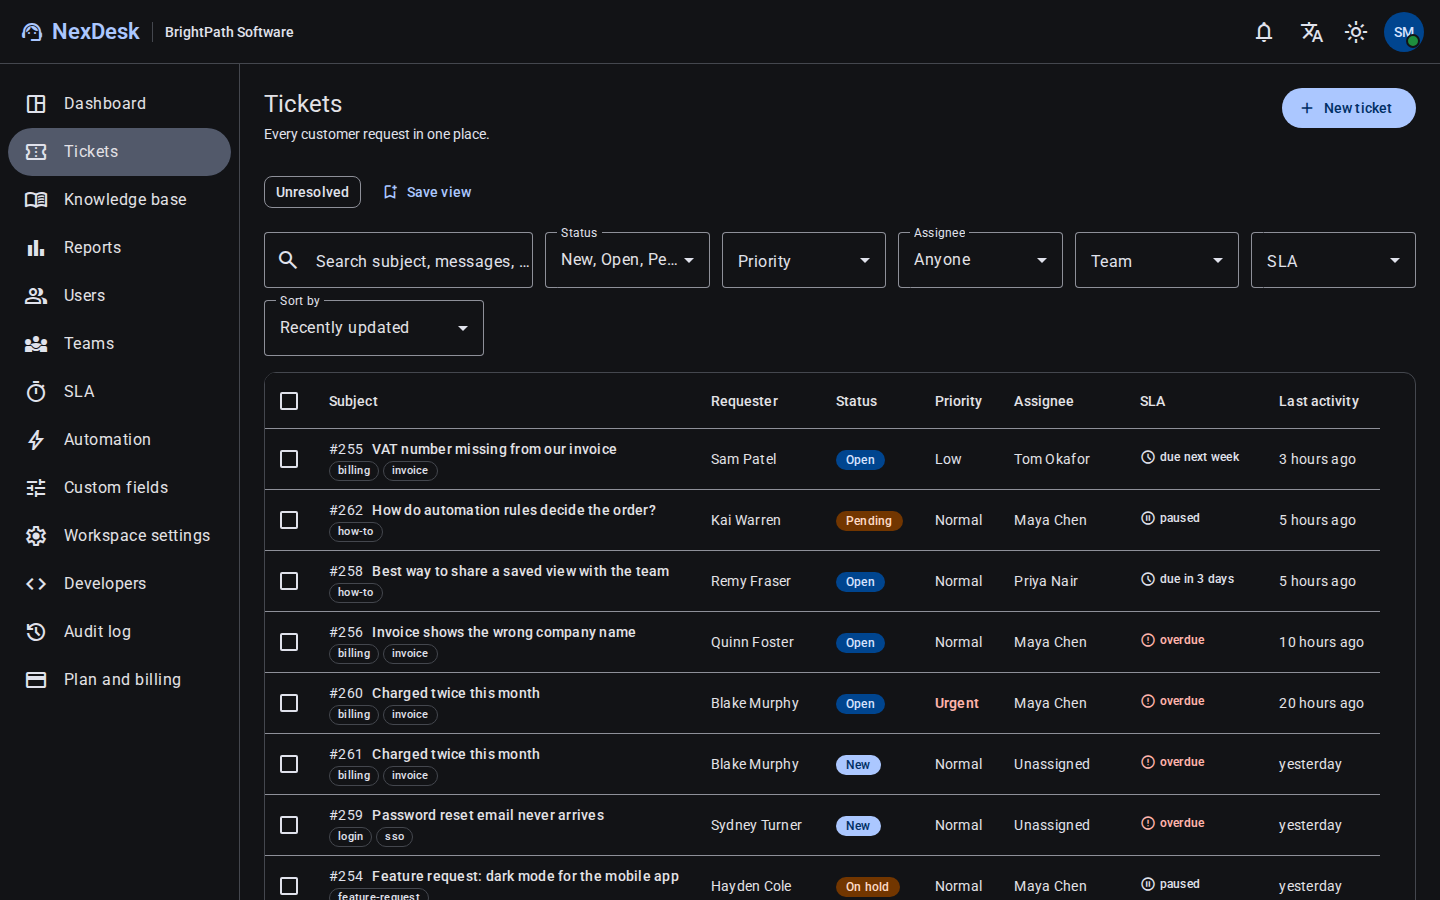 NexDesk
BrightPath Software
SM
Dashboard
Tickets
Knowledge base
Reports
Users
Teams
SLA
Automation
Custom fields
Workspace settings
Developers
Audit log
Plan and billing
Tickets
Every customer request in one place.
New ticket
Unresolved
Save view
Search subject, messages, ...
Status
New, Open, Pe...
Priority
Assignee
Anyone
Team
SLA
Sort by
Recently updated
Subject Requester Status Priority Assignee SLA Last activity
#255 VAT number missing from our invoice
billing invoice
Sam Patel Open Low Tom Okafor due next week 3 hours ago
#262 How do automation rules decide the order?
how-to
Kai Warren Pending Normal Maya Chen paused 5 hours ago
#258 Best way to share a saved view with the team
how-to
Remy Fraser Open Normal Priya Nair due in 3 days 5 hours ago
#256 Invoice shows the wrong company name
billing invoice
Quinn Foster Open Normal Maya Chen overdue 10 hours ago
#260 Charged twice this month
billing invoice
Blake Murphy Open Urgent Maya Chen overdue 20 hours ago
#261 Charged twice this month
billing invoice
Blake Murphy New Normal Unassigned overdue yesterday
#259 Password reset email never arrives
login sso
Sydney Turner New Normal Unassigned overdue yesterday
#254 Feature request: dark mode for the mobile app
feature-request
Hayden Cole On hold Normal Maya Chen paused yesterday